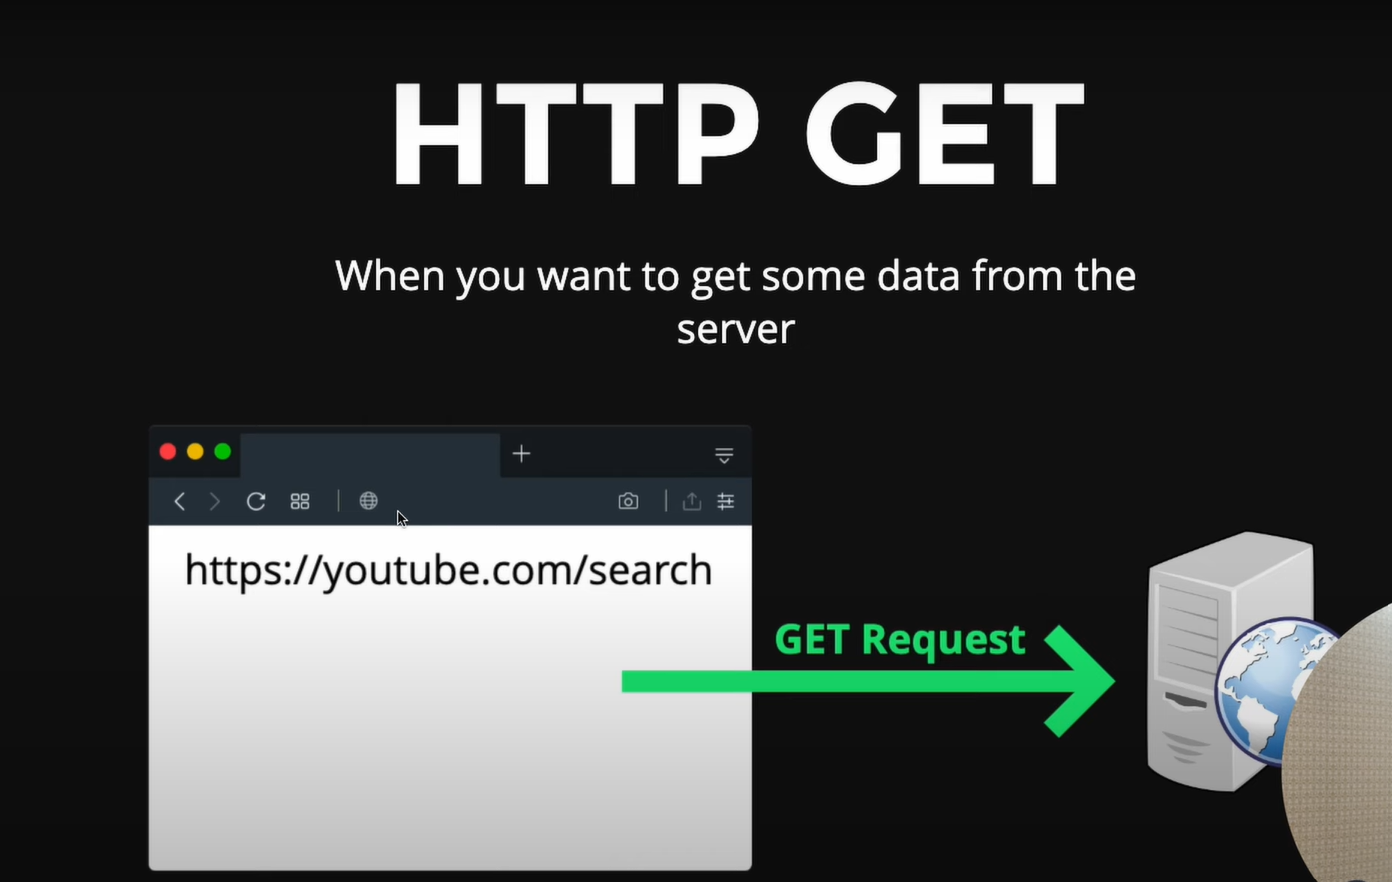 HTTP GET
When you want to get some data from the
server
https://youtube.com/search
GET Request